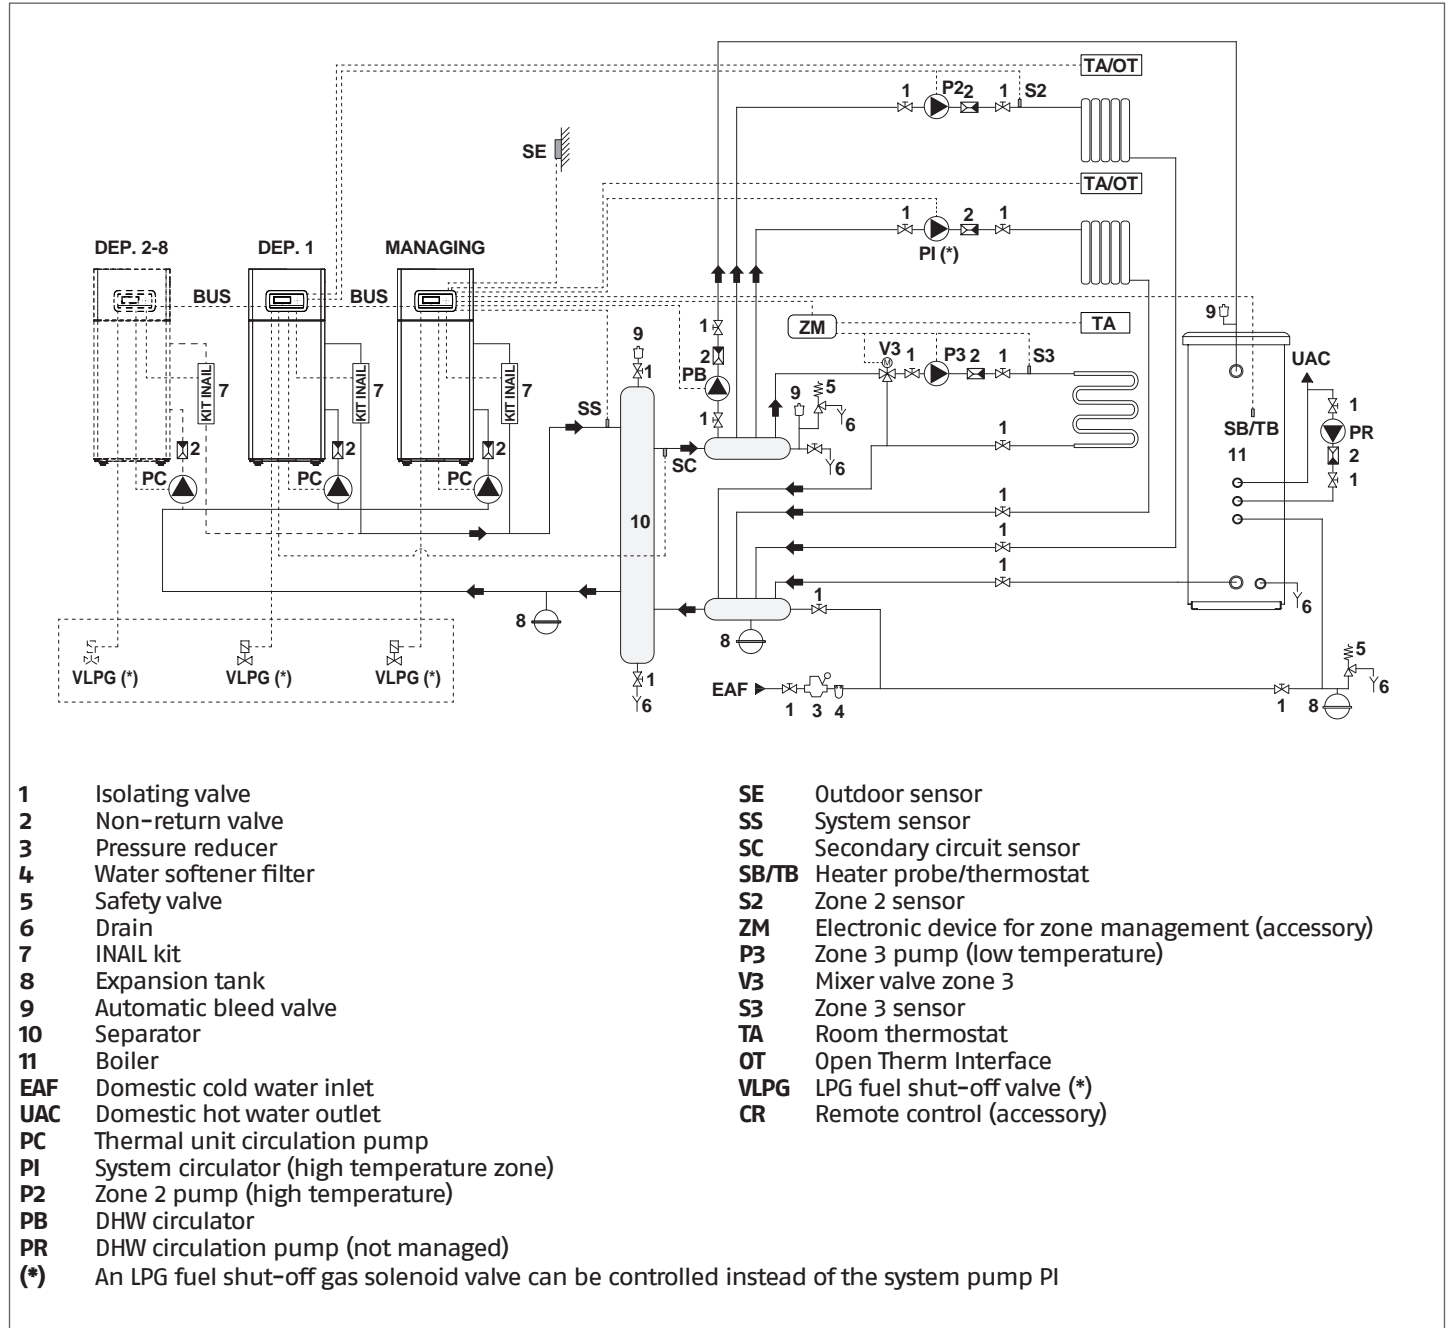 TA/OT
1 P2 2 1 S2
SE
TA/OT
1 2 1
PI (*)
DEP. 2-8 DEP. 1 MANAGING
BUS BUS
9 1 ZM TA 9
2 V3 1 P3 2 1 S3 UAC
1 PB 9 5
KIT INAIL 7 KIT INAIL 7 KIT INAIL 7
SS 1 6 1 1
SB/TB PR
2 2 2 SC 6 11 2
PC PC PC 1
10 1
1
1
8 1 6
8 5
VLPG (*) VLPG (*) VLPG (*)
1 EAF 6
6 1 3 4 1 8
1 Isolating valve
2 Non-return valve
3 Pressure reducer
4 Water softener filter
5 Safety valve
6 Drain
7 INAIL kit
8 Expansion tank
9 Automatic bleed valve
10 Separator
11 Boiler
EAF Domestic cold water inlet
UAC Domestic hot water outlet
PC Thermal unit circulation pump
PI System circulator (high temperature zone)
P2 Zone 2 pump (high temperature)
PB DHW circulator
PR DHW circulation pump (not managed)
(*) An LPG fuel shut-off gas solenoid valve can be controlled instead of the system pump PI
SE Outdoor sensor
SS System sensor
SC Secondary circuit sensor
SB/TB Heater probe/thermostat
S2 Zone 2 sensor
ZM Electronic device for zone management (accessory)
P3 Zone 3 pump (low temperature)
V3 Mixer valve zone 3
S3 Zone 3 sensor
TA Room thermostat
OT Open Therm Interface
VLPG LPG fuel shut-off valve (*)
CR Remote control (accessory)